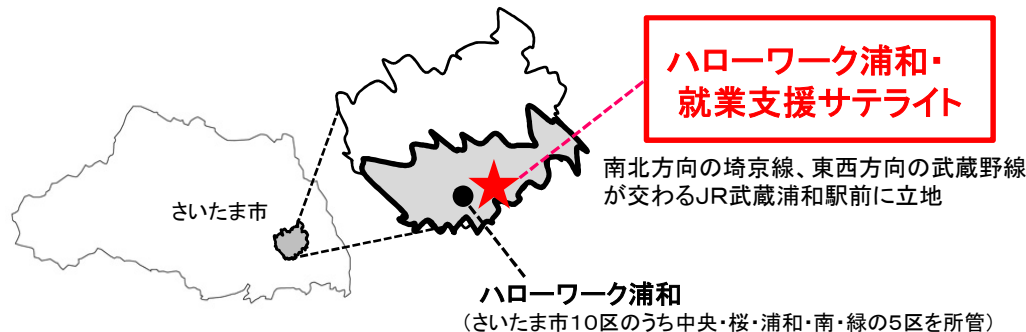 ハローワーク浦和・
就業支援サテライト
南北方向の埼京線、東西方向の武蔵野線
が交わるJR武蔵浦和駅前に立地
さいたま市
ハローワーク浦和
（さいたま市10区のうち中央・桜・浦和・南・緑の5区を所管）